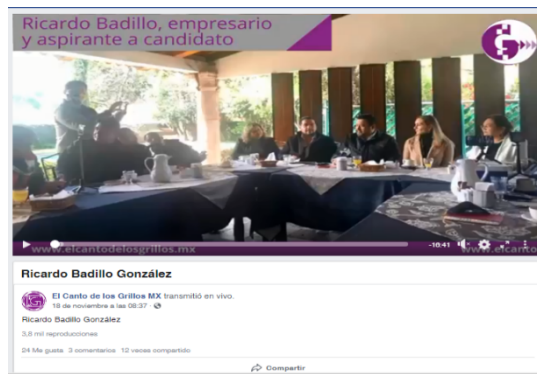 Ricardo Badillo, empresario
y aspirante a candidato
-10:41
www.elcantodelosgrillos.mx
www.elcanto
Ricardo Badillo González
El Canto de los Grillos MX transmitió en vivo.
18 de noviembre a las 08:37 ·
Ricardo Badillo González
3,8 mil reproducciones
24 Me gusta 3 comentarios 12 veces compartido
Compartir